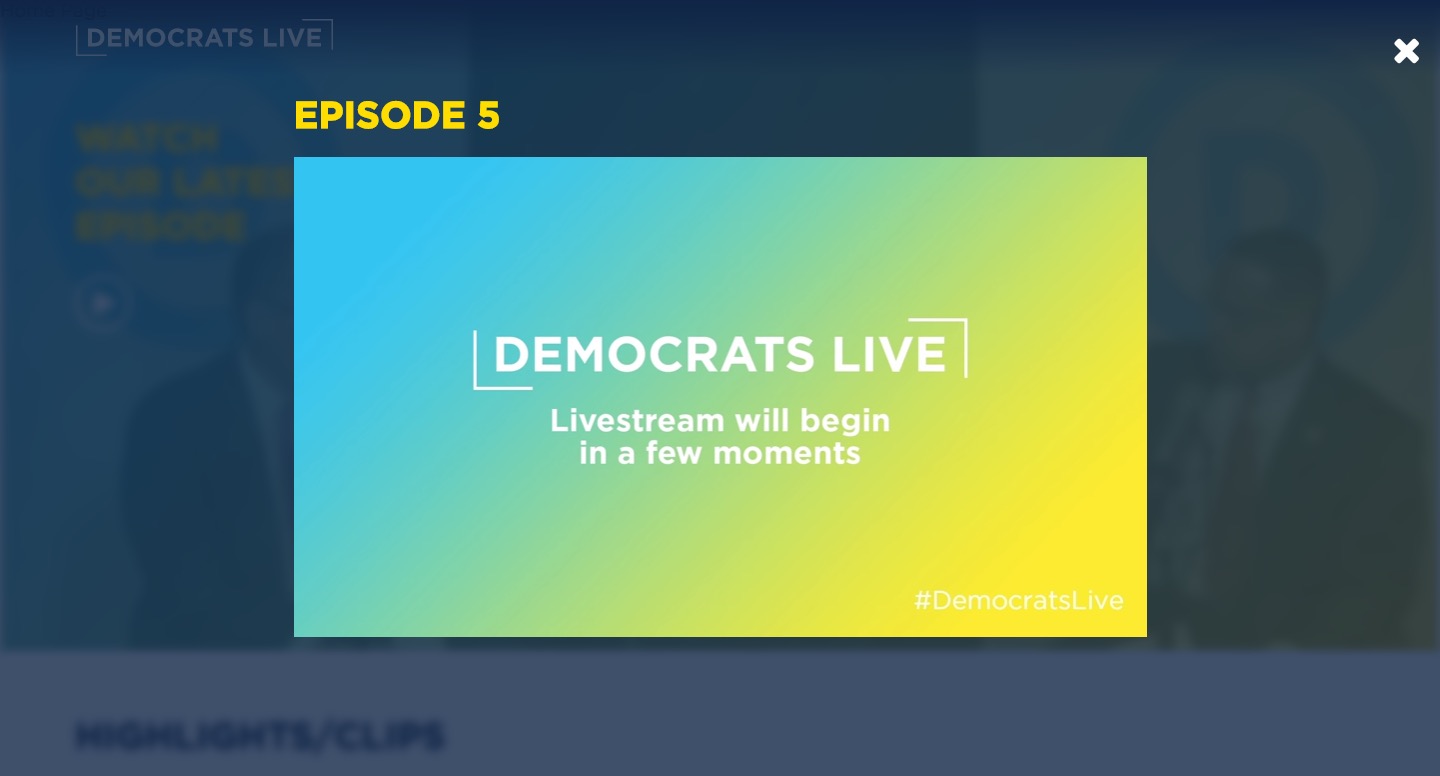 DEMOCRATS LIVE
EPISODE 5
WATCH
OUR LATES
EPISODE
DEMOCRATS LIVE
Livestream will begin
in a few moments
#DemocratsLive
HIGHLIGHTS/CLIPS